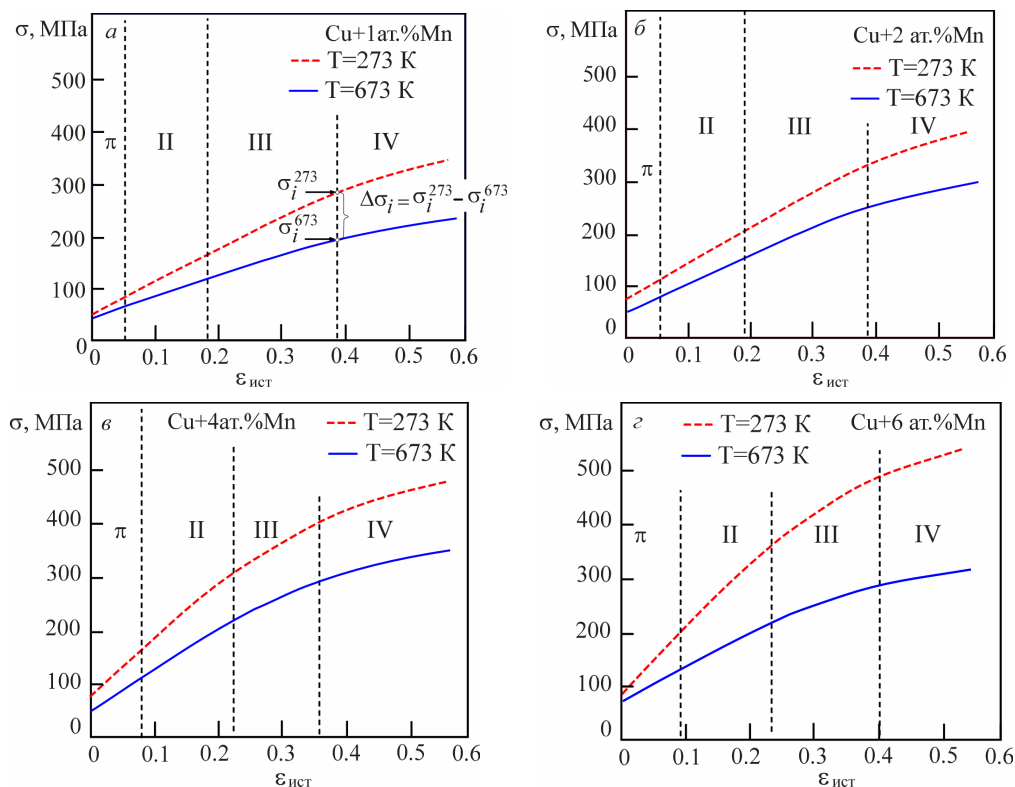 σ, МПа
а
Cu+1ат.%Mn
T=273 К
T=673 К
500
400
300
200
100
0
π
II
III
IV
σᵢ²⁷³
σᵢ⁶⁷³
Δσᵢ = σᵢ²⁷³ – σᵢ⁶⁷³
0 0.1 0.2 0.3 0.4 0.5 0.6
ε ист
σ, МПа
б
Cu+2 ат.%Mn
T=273 К
T=673 К
500
400
300
200
100
0
π
II
III
IV
0 0.1 0.2 0.3 0.4 0.5 0.6
ε ист
σ, МПа
в
Cu+4ат.%Mn
T=273 К
T=673 К
500
400
300
200
100
0
π
II
III
IV
0 0.1 0.2 0.3 0.4 0.5 0.6
ε ист
σ, МПа
г
T=273 К
Cu+6 ат.%Mn
T=673 К
500
400
300
200
100
0
π
II
III
IV
0 0.1 0.2 0.3 0.4 0.5 0.6
ε ист